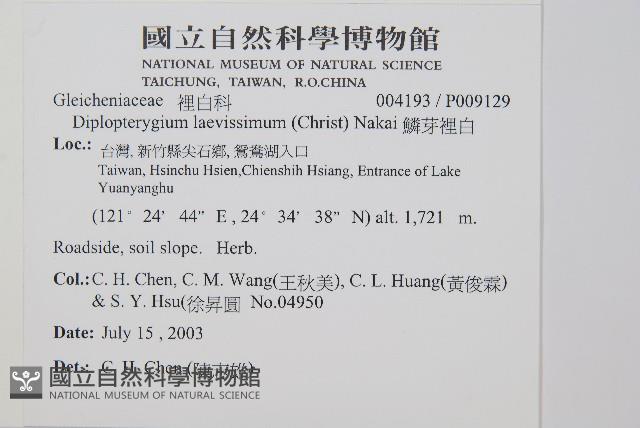 國立自然科學博物館
NATIONAL MUSEUM OF NATURAL SCIENCE
TAICHUNG, TAIWAN, R.O.CHINA
Gleicheniaceae 裡白科 004193 / P009129
Diplopterygium laevissimum (Christ) Nakai 鱗芽裡白
Loc.: 台灣, 新竹縣尖石鄉, 鴛鴦湖入口
Taiwan, Hsinchu Hsien,Chienshih Hsiang, Entrance of Lake
Yuanyanghu
(121° 24' 44" E , 24° 34' 38" N) alt. 1,721 m.
Roadside, soil slope. Herb.
Col.: C. H. Chen, C. M. Wang(王秋美), C. L. Huang(黃俊霖)
& S. Y. Hsu(徐昇圓 No.04950
Date: July 15 , 2003
Det.: C. H. Chen
國立自然科學博物館
NATIONAL MUSEUM OF NATURAL SCIENCE